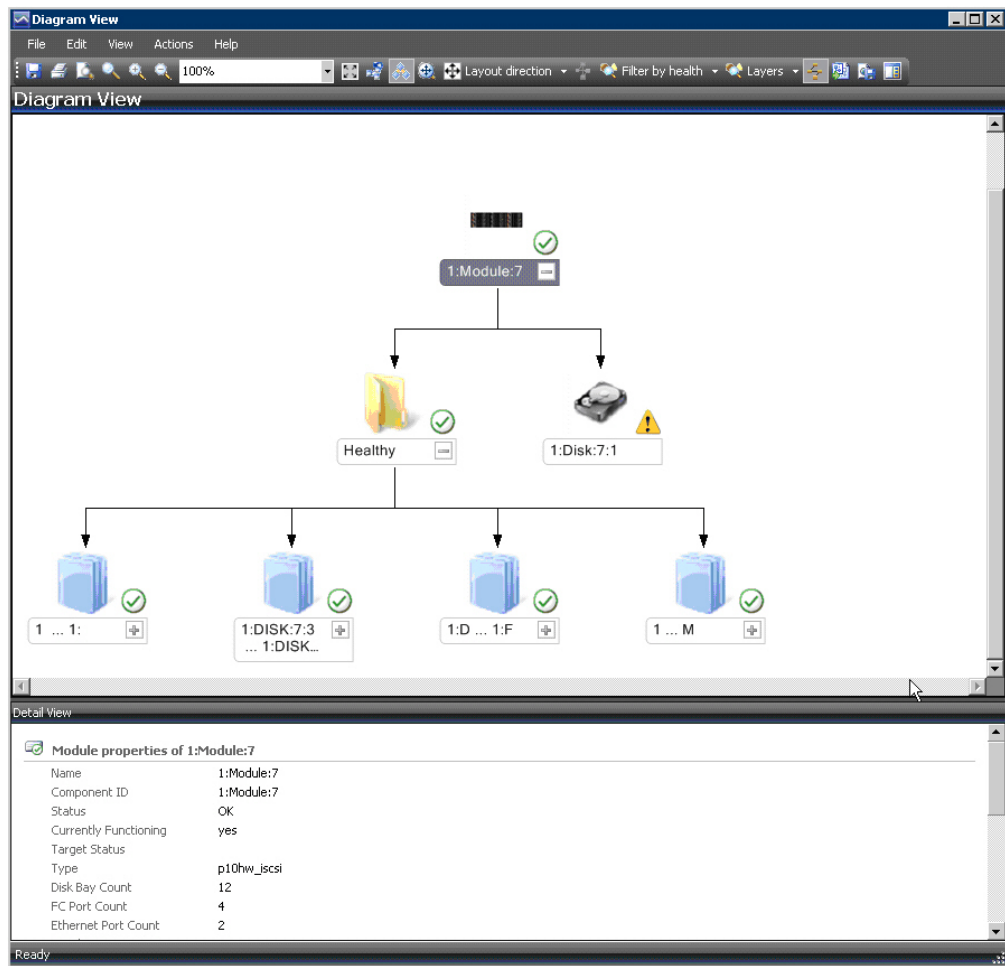 Diagram View
File Edit View Actions Help
100% Layout direction Filter by health Layers
Diagram View
1:Module:7
Healthy
1:Disk:7:1
1 ... 1:
1:DISK:7:3
... 1:DISK...
1:D ... 1:F
1 ... M
Detail View
Module properties of 1:Module:7
Name 1:Module:7
Component ID 1:Module:7
Status OK
Currently Functioning yes
Target Status
Type p10hw_iscsi
Disk Bay Count 12
FC Port Count 4
Ethernet Port Count 2
Ready